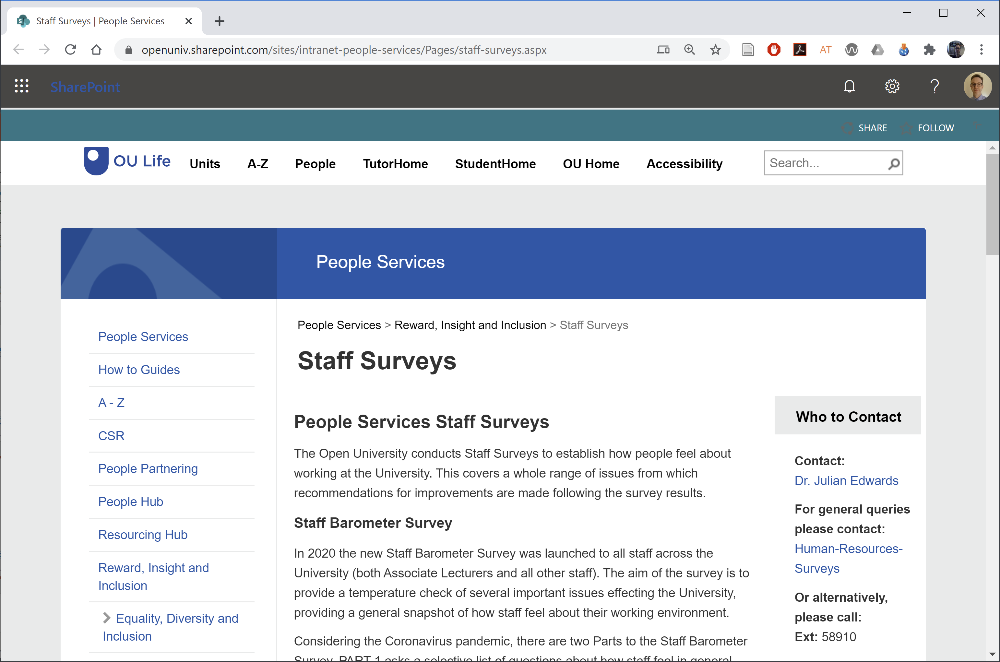 Staff Surveys | People Services
openuniv.sharepoint.com/sites/intranet-people-services/Pages/staff-surveys.aspx
AT
SharePoint
SHARE
FOLLOW
OU Life
Units
A-Z
People
TutorHome
StudentHome
OU Home
Accessibility
Search...
People Services
People Services
How to Guides
A - Z
CSR
People Partnering
People Hub
Resourcing Hub
Reward, Insight and
Inclusion
Equality, Diversity and
Inclusion
People Services > Reward, Insight and Inclusion > Staff Surveys
Staff Surveys
People Services Staff Surveys
The Open University conducts Staff Surveys to establish how people feel about
working at the University. This covers a whole range of issues from which
recommendations for improvements are made following the survey results.
Staff Barometer Survey
In 2020 the new Staff Barometer Survey was launched to all staff across the
University (both Associate Lecturers and all other staff). The aim of the survey is to
provide a temperature check of several important issues effecting the University,
providing a general snapshot of how staff feel about their working environment.
Considering the Coronavirus pandemic, there are two Parts to the Staff Barometer
Survey. PART 1 asks a selective list of questions about how staff feel in general
Who to Contact
Contact:
Dr. Julian Edwards
For general queries
please contact:
Human-Resources-
Surveys
Or alternatively,
please call:
Ext: 58910